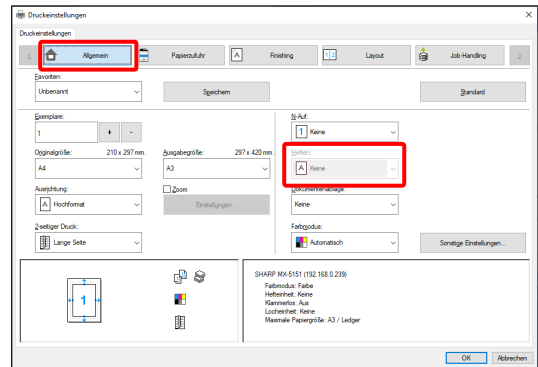 Druckeinstellungen
Druckeinstellungen
Allgemein
Papierzufuhr
A
Finishing
1 2
Layout
Job-Handling
2
Favoriten:
Unbenannt
Speichern
Standard
Exemplare:
1
+
-
N-Auf:
1 Keine
Originalgröße: 210 x 297 mm.
A4
Ausgabegröße: 297 x 420 mm.
A3
Heften:
A Keine
Ausrichtung:
A Hochformat
Zoom
Einstellungen...
Dokumentenablage:
Keine
2-seitiger Druck:
Lange Seite
Farbmodus:
Automatisch
Sonstige Einstellungen...
1
SHARP MX-5151 (192.168.0.239)
Farbmodus: Farbe
Hefteinheit: Keine
Klammerlos: Aus
Locheinheit: Keine
Maximale Papiergröße: A3 / Ledger
OK
Abbrechen